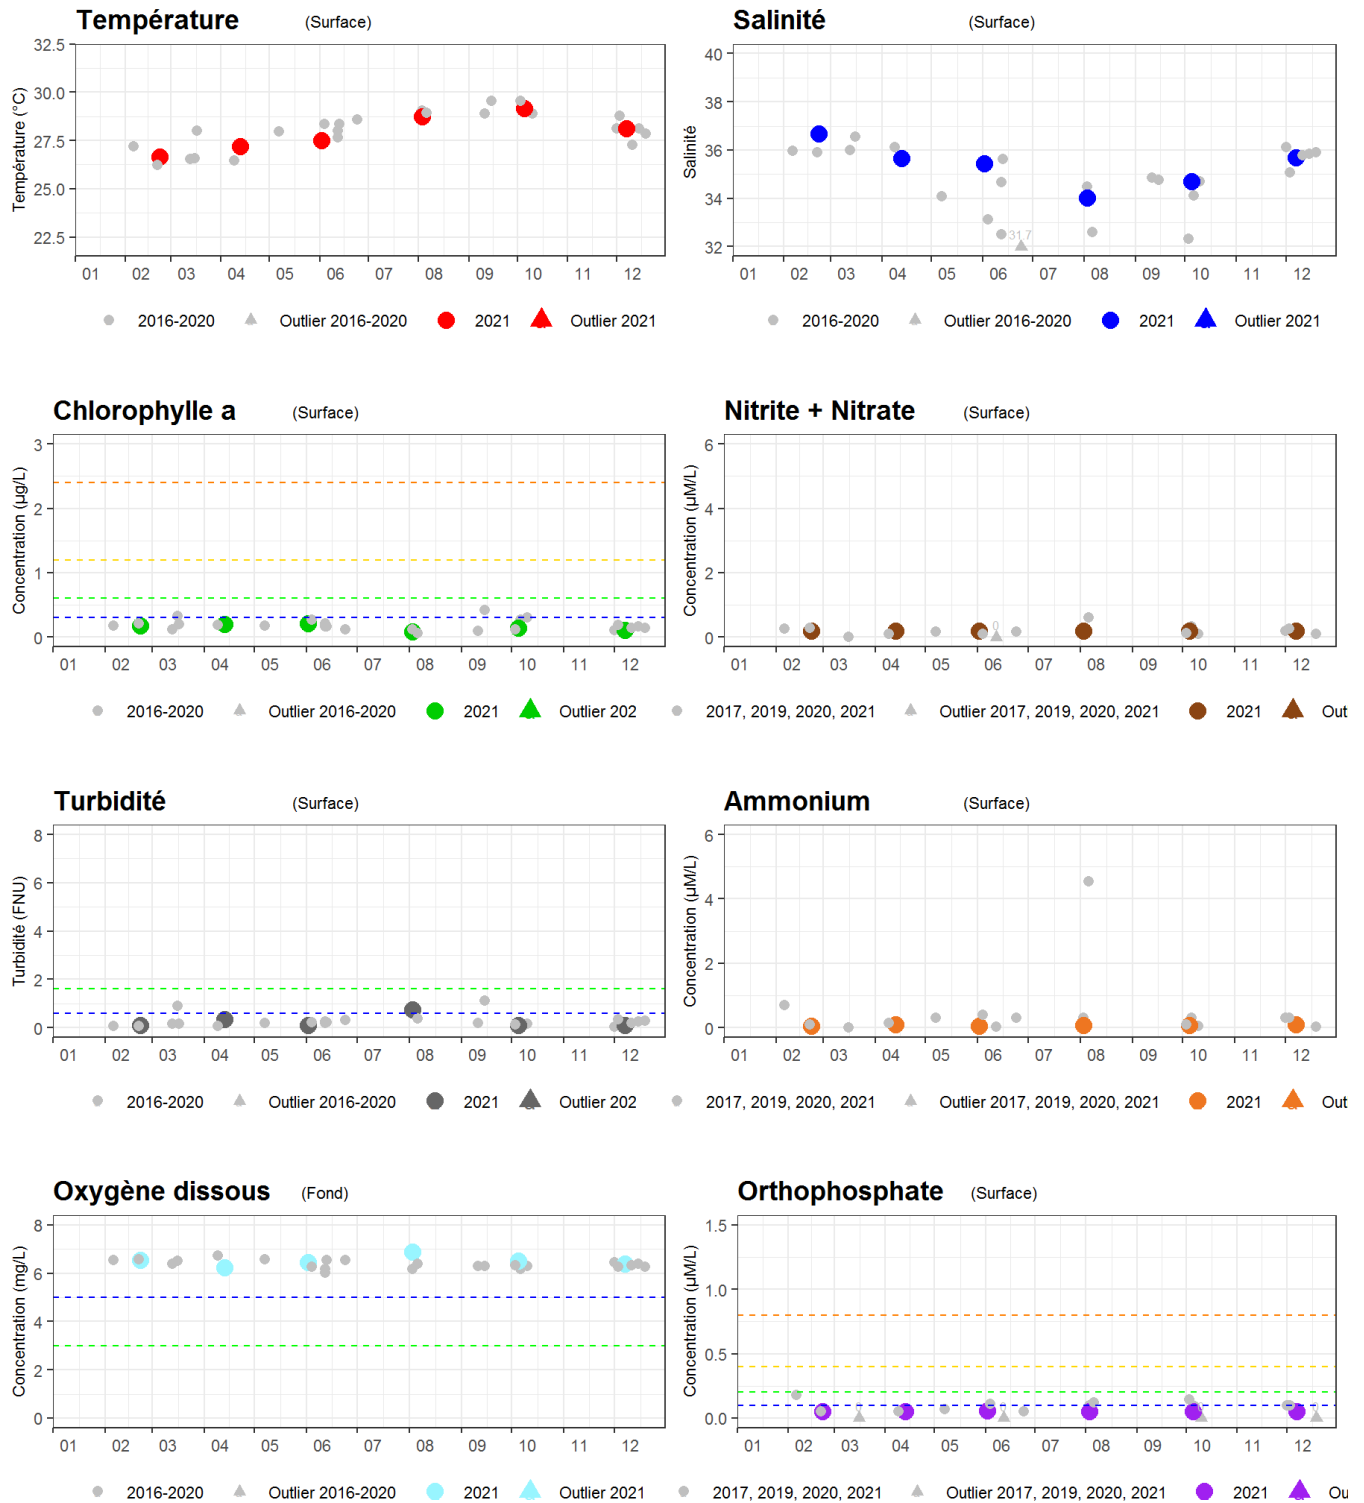 Température (Surface)
Température (°C)
32.5
30.0
27.5
25.0
22.5
01 02 03 04 05 06 07 08 09 10 11 12
2016-2020 Outlier 2016-2020 2021 Outlier 2021
Salinité (Surface)
Salinité
40
38
36
34
32
31.7
01 02 03 04 05 06 07 08 09 10 11 12
2016-2020 Outlier 2016-2020 2021 Outlier 2021
Chlorophylle a (Surface)
Concentration (µg/L)
3
2
1
0
01 02 03 04 05 06 07 08 09 10 11 12
2016-2020 Outlier 2016-2020 2021 Outlier 202
Nitrite + Nitrate (Surface)
Concentration (µM/L)
6
4
2
0
0
01 02 03 04 05 06 07 08 09 10 11 12
2017, 2019, 2020, 2021 Outlier 2017, 2019, 2020, 2021 2021 Out
Turbidité (Surface)
Turbidité (FNU)
8
6
4
2
0
01 02 03 04 05 06 07 08 09 10 11 12
2016-2020 Outlier 2016-2020 2021 Outlier 202
Ammonium (Surface)
Concentration (µM/L)
6
4
2
0
01 02 03 04 05 06 07 08 09 10 11 12
2017, 2019, 2020, 2021 Outlier 2017, 2019, 2020, 2021 2021 Out
Oxygène dissous (Fond)
Concentration (mg/L)
8
6
4
2
0
01 02 03 04 05 06 07 08 09 10 11 12
2016-2020 Outlier 2016-2020 2021 Outlier 2021
Orthophosphate (Surface)
Concentration (µM/L)
1.5
1.0
0.5
0.0
01 02 03 04 05 06 07 08 09 10 11 12
2017, 2019, 2020, 2021 Outlier 2017, 2019, 2020, 2021 2021 Ou